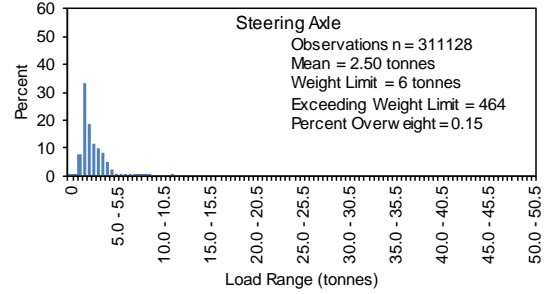 Steering Axle
Observations n = 311128
Mean = 2.50 tonnes
Weight Limit = 6 tonnes
Exceeding Weight Limit = 464
Percent Overweight = 0.15
Percent
60
50
40
30
20
10
0
0
5.0 - 5.5
10.0 - 10.5
15.0 - 15.5
20.0 - 20.5
25.0 - 25.5
30.0 - 30.5
35.0 - 35.5
40.0 - 40.5
45.0 - 45.5
50.0 - 50.5
Load Range (tonnes)